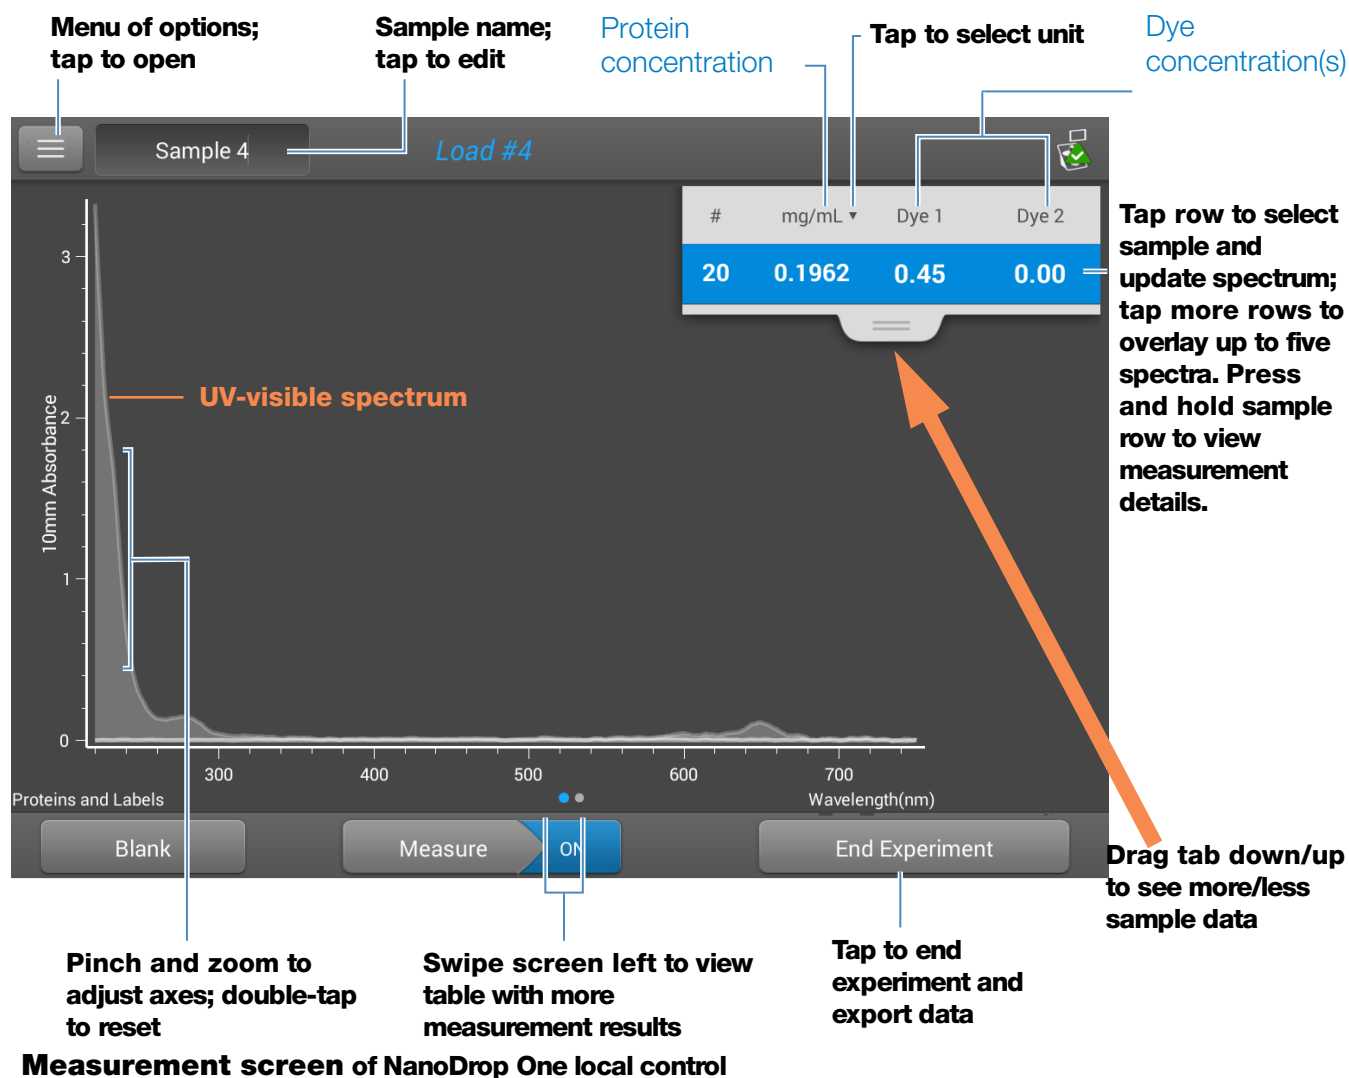 Menu of options;
tap to open
Sample name;
tap to edit
Protein
concentration
Tap to select unit
Dye
concentration(s)
Sample 4
Load #4
# mg/mL ▾ Dye 1 Dye 2
20 0.1962 0.45 0.00
Tap row to select
sample and
update spectrum;
tap more rows to
overlay up to five
spectra. Press
and hold sample
row to view
measurement
details.
UV-visible spectrum
10mm Absorbance
3
2
1
0
300 400 500 600 700
Proteins and Labels
Wavelength(nm)
Blank
Measure
ON
End Experiment
Drag tab down/up
to see more/less
sample data
Pinch and zoom to
adjust axes; double-tap
to reset
Swipe screen left to view
table with more
measurement results
Tap to end
experiment and
export data
Measurement screen of NanoDrop One local control